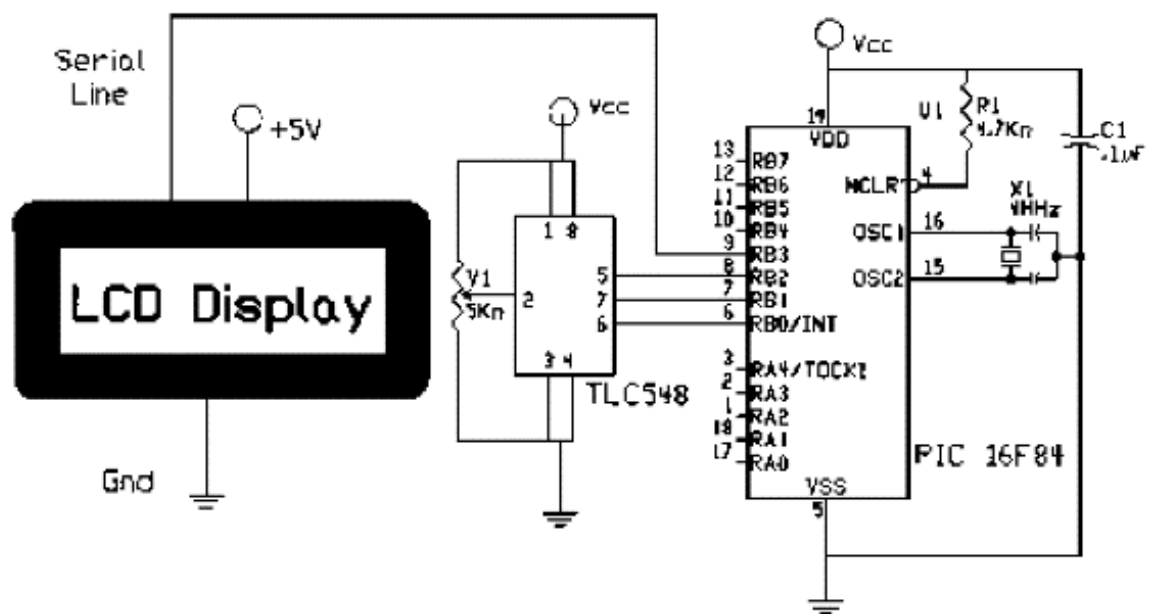 Serial
Line
+5V
LCD Display
Gnd
Vcc
1 8
V1
5KΩ
2
5
7
6
3 4
TLC548
Vcc
14
VDD
U1
R1
4.7KΩ
C1
.1uF
13 RB7
12 RB6
11 RB5
10 RB4
9 RB3
8 RB2
7 RB1
6 RB0/INT
3 RA4/TOCKI
2 RA3
1 RA2
18 RA1
17 RA0
MCLR 4
OSC1 16
OSC2 15
X1
4MHz
PIC 16F84
VSS
5